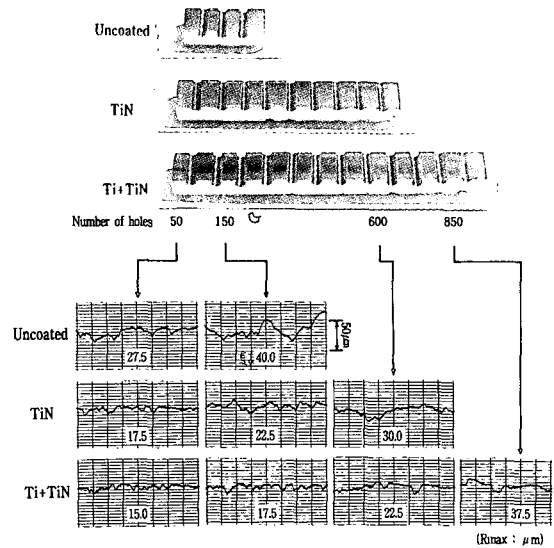 Uncoated
TiN
Ti+TiN
Number of holes 50 150 600 850
Uncoated 27.5 40.0 50μm
TiN 17.5 22.5 30.0
Ti+TiN 15.0 17.5 22.5 37.5
(Rmax : μm)